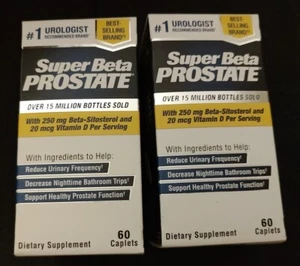 #1 UROLOGIST
RECOMMENDED BRAND
BEST-
SELLING
BRAND
Super Beta
PROSTATE
OVER 15 MILLION BOTTLES SOLD
With 250 mg Beta-Sitosterol and
20 mcg Vitamin D Per Serving
With Ingredients to Help:
Reduce Urinary Frequency†
Decrease Nighttime Bathroom Trips†
Support Healthy Prostate Function†
Dietary Supplement
60
Caplets
#1 UROLOGIST
RECOMMENDED BRAND
BEST-
SELLING
BRAND
Super Beta
PROSTATE
OVER 15 MILLION BOTTLES SOLD
With 250 mg Beta-Sitosterol and
20 mcg Vitamin D Per Serving
With Ingredients to Help:
Reduce Urinary Frequency†
Decrease Nighttime Bathroom Trips†
Support Healthy Prostate Function†
Dietary Supplement
60
Caplets